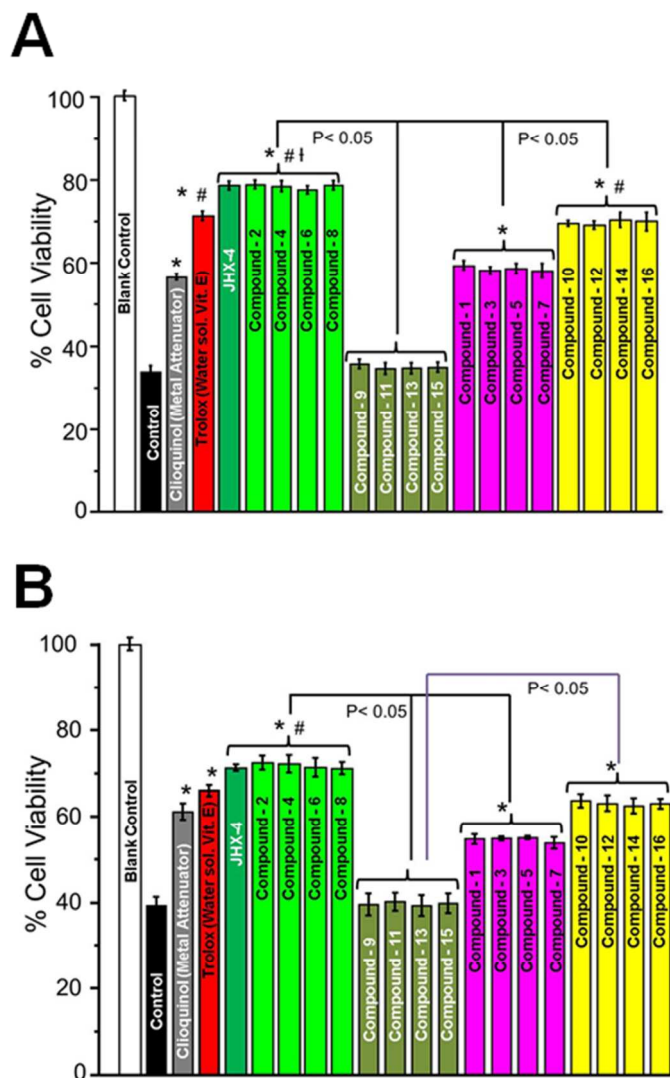 A
% Cell Viability
100
80
60
40
20
0
P< 0.05
P< 0.05
* # ƚ
* #
*
*
* #
Blank Control
Control
Clioquinol (Metal Attenuator)
Trolox (Water sol. Vit. E)
JHX-4
Compound - 2
Compound - 4
Compound - 6
Compound - 8
Compound - 9
Compound - 11
Compound - 13
Compound - 15
Compound - 1
Compound - 3
Compound - 5
Compound - 7
Compound - 10
Compound - 12
Compound - 14
Compound - 16
B
% Cell Viability
100
80
60
40
20
0
P< 0.05
P< 0.05
* #
*
*
*
*
Blank Control
Control
Clioquinol (Metal Attenuator)
Trolox (Water sol. Vit. E)
JHX-4
Compound - 2
Compound - 4
Compound - 6
Compound - 8
Compound - 9
Compound - 11
Compound - 13
Compound - 15
Compound - 1
Compound - 3
Compound - 5
Compound - 7
Compound - 10
Compound - 12
Compound - 14
Compound - 16